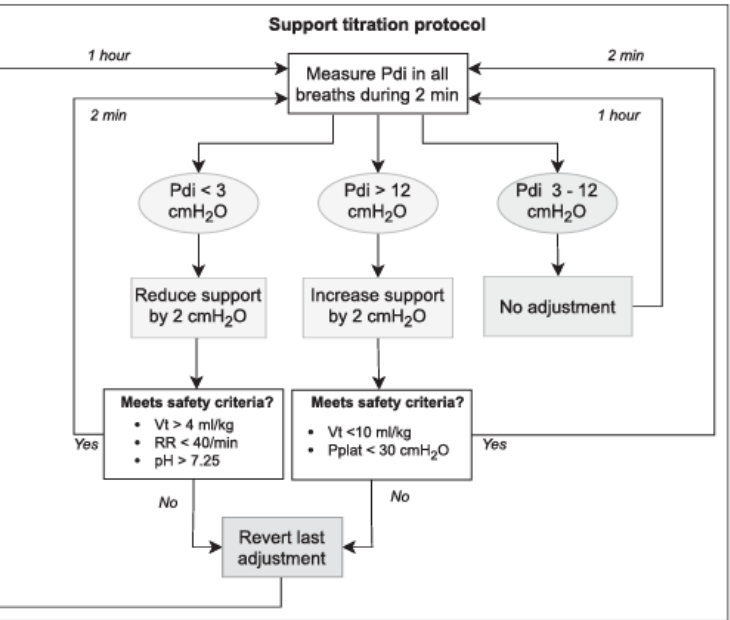 Support titration protocol
1 hour
2 min
Measure Pdi in all
breaths during 2 min
2 min
1 hour
Pdi < 3
cmH₂O
Pdi > 12
cmH₂O
Pdi 3 - 12
cmH₂O
Reduce support
by 2 cmH₂O
Increase support
by 2 cmH₂O
No adjustment
Meets safety criteria?
• Vt > 4 ml/kg
• RR < 40/min
• pH > 7.25
Meets safety criteria?
• Vt <10 ml/kg
• Pplat < 30 cmH₂O
Yes
Yes
No
No
Revert last
adjustment